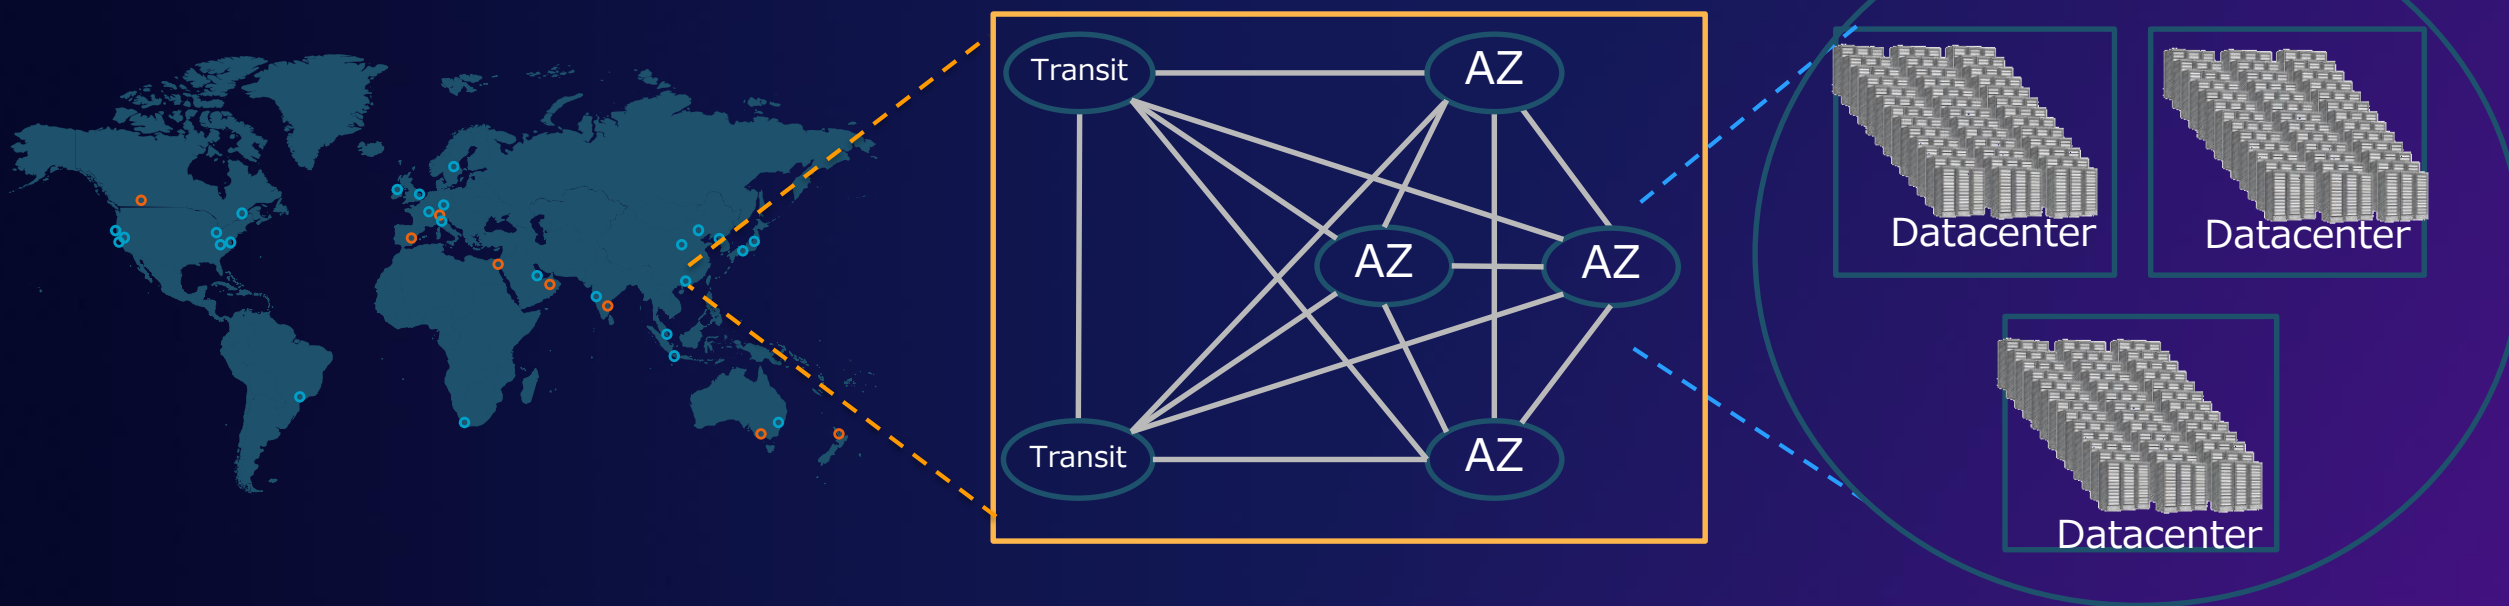 Transit
AZ
AZ
AZ
Transit
AZ
Datacenter
Datacenter
Datacenter